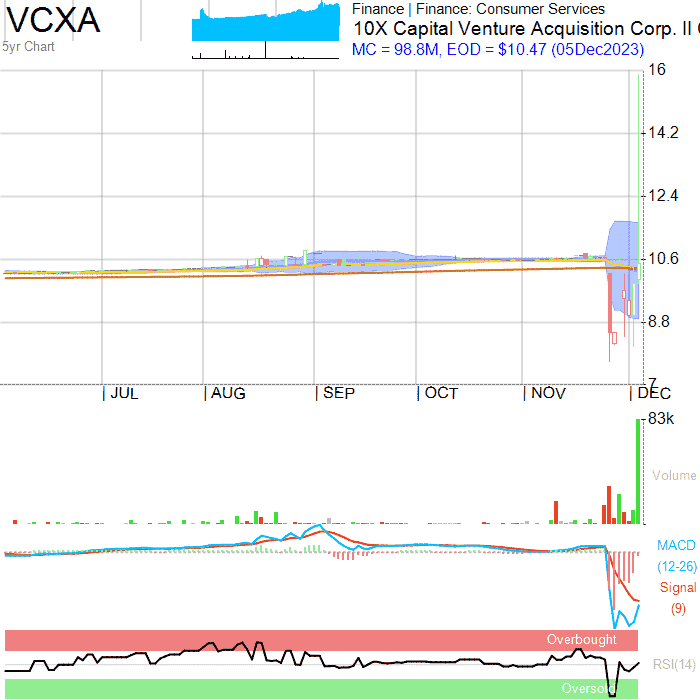 VCXA
5yr Chart
Finance | Finance: Consumer Services
10X Capital Venture Acquisition Corp. II
MC = 98.8M, EOD = $10.47 (05Dec2023)
16
14.2
12.4
10.6
8.8
7
| JUL | AUG | SEP | OCT | NOV | DEC
83k
Volume
MACD
(12-26)
Signal
(9)
Overbought
RSI(14)
Oversold